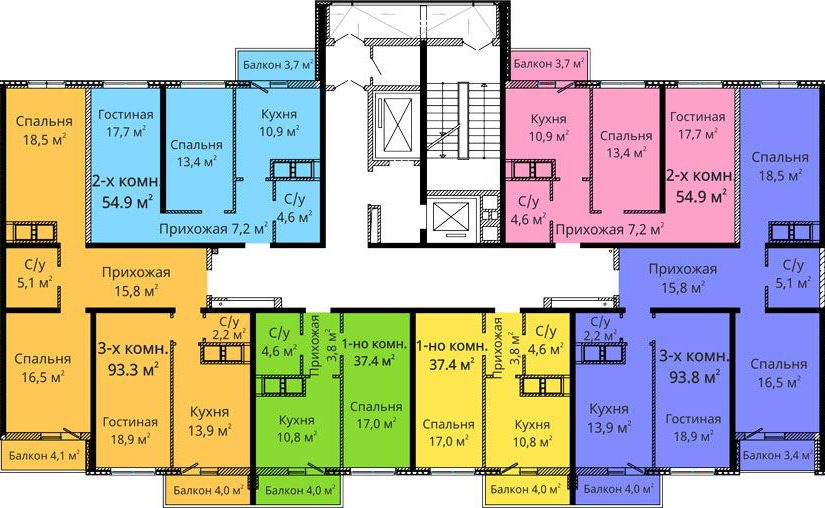 Балкон 3,7 м²
Балкон 3,7 м²
Спальня
18,5 м²
Гостиная
17,7 м²
Спальня
13,4 м²
Кухня
10,9 м²
2-х комн.
54.9 м²
С/у
4,6 м²
Прихожая 7,2 м²
Кухня
10,9 м²
Спальня
13,4 м²
Гостиная
17,7 м²
2-х комн.
54.9 м²
С/у
4,6 м²
Прихожая 7,2 м²
Спальня
18,5 м²
С/у
5,1 м²
Прихожая
15,8 м²
Прихожая
15,8 м²
С/у
5,1 м²
Спальня
16,5 м²
3-х комн.
93.3 м²
С/у
2,2 м²
Гостиная
18,9 м²
Кухня
13,9 м²
С/у
4,6 м²
Прихожая
3,8 м²
1-но комн.
37.4 м²
Кухня
10,8 м²
Спальня
17,0 м²
1-но комн.
37.4 м²
Прихожая
3,8 м²
С/у
4,6 м²
Спальня
17,0 м²
Кухня
10,8 м²
С/у
2,2 м²
3-х комн.
93.8 м²
Кухня
13,9 м²
Гостиная
18,9 м²
Спальня
16,5 м²
Балкон 4,1 м²
Балкон 4,0 м²
Балкон 4,0 м²
Балкон 4,0 м²
Балкон 4,0 м²
Балкон 3,4 м²